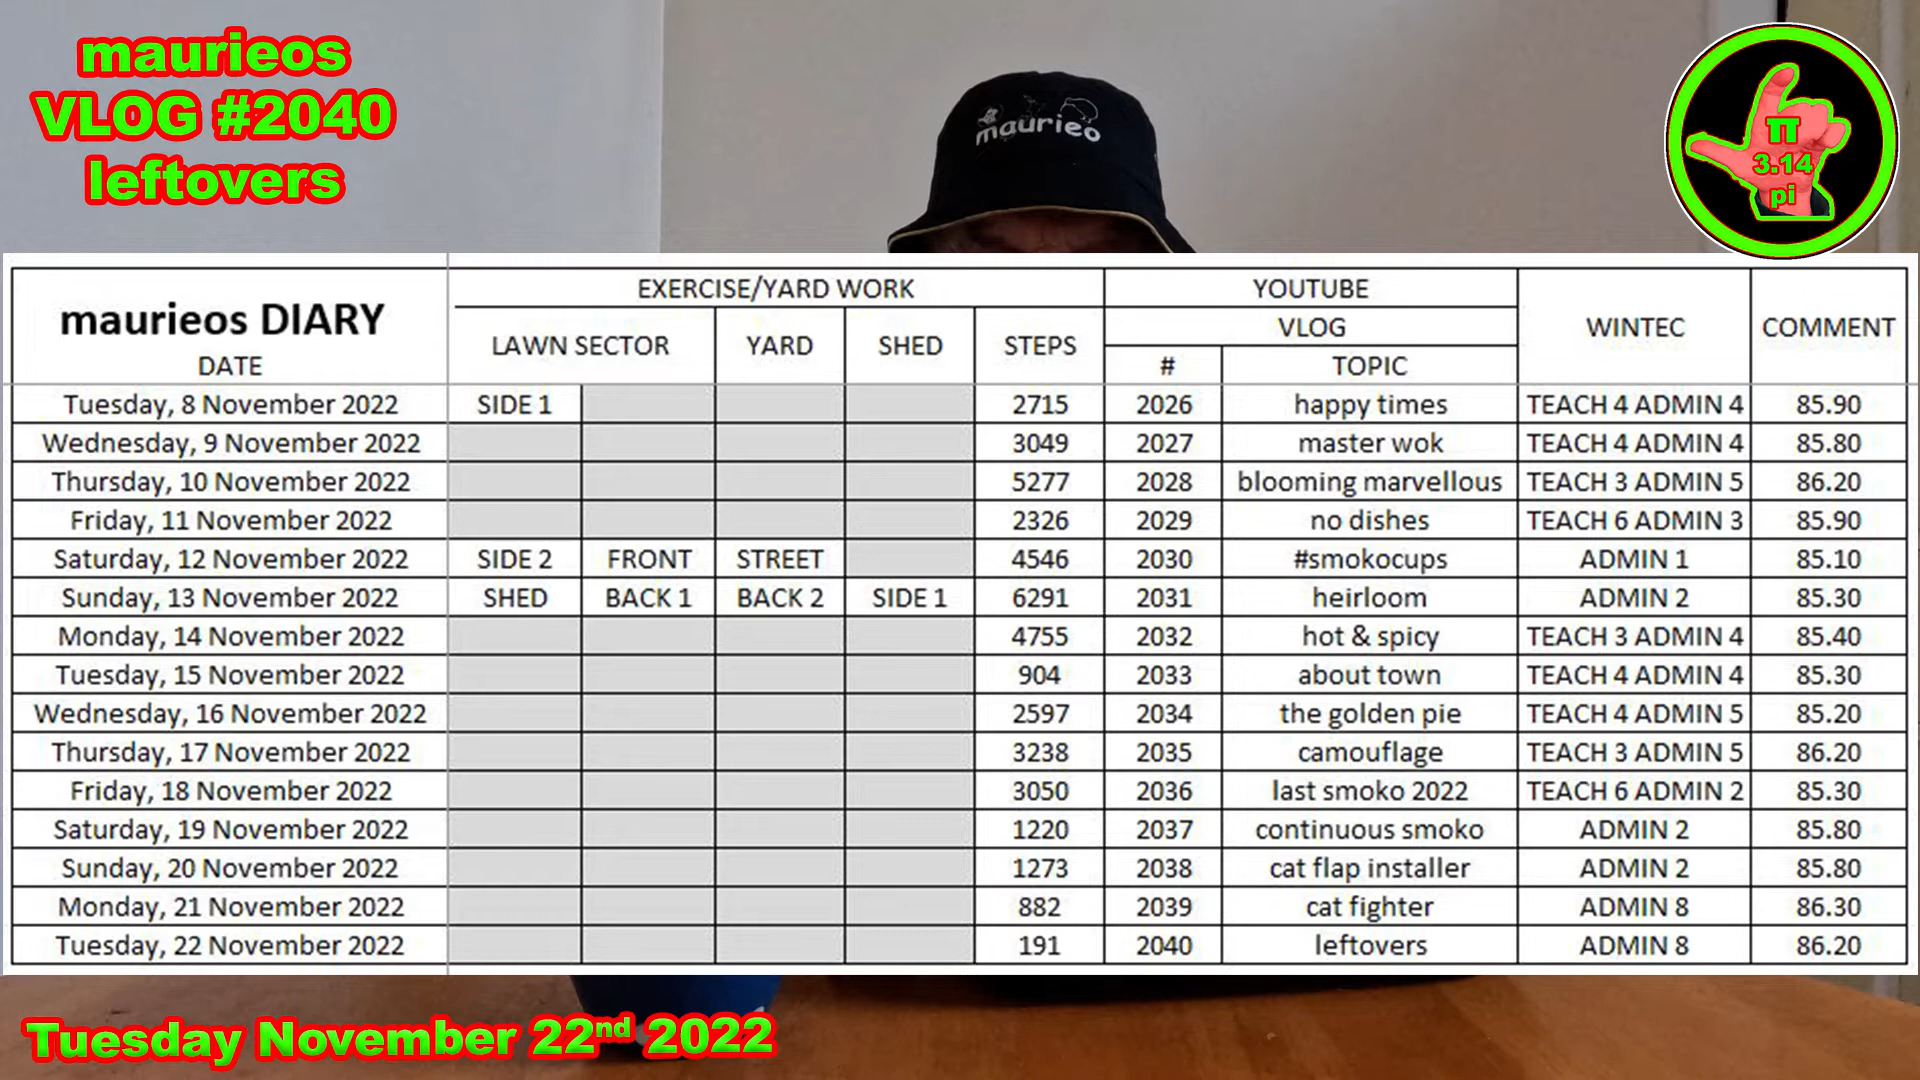 maurieos
VLOG #2040
leftovers
maurieo
π
3.14
pi
maurieos DIARY
DATE
EXERCISE/YARD WORK
LAWN SECTOR YARD SHED STEPS
YOUTUBE
VLOG
# TOPIC
WINTEC
COMMENT
Tuesday, 8 November 2022 SIDE 1 2715 2026 happy times TEACH 4 ADMIN 4 85.90
Wednesday, 9 November 2022 3049 2027 master wok TEACH 4 ADMIN 4 85.80
Thursday, 10 November 2022 5277 2028 blooming marvellous TEACH 3 ADMIN 5 86.20
Friday, 11 November 2022 2326 2029 no dishes TEACH 6 ADMIN 3 85.90
Saturday, 12 November 2022 SIDE 2 FRONT STREET 4546 2030 #smokocups ADMIN 1 85.10
Sunday, 13 November 2022 SHED BACK 1 BACK 2 SIDE 1 6291 2031 heirloom ADMIN 2 85.30
Monday, 14 November 2022 4755 2032 hot & spicy TEACH 3 ADMIN 4 85.40
Tuesday, 15 November 2022 904 2033 about town TEACH 4 ADMIN 4 85.30
Wednesday, 16 November 2022 2597 2034 the golden pie TEACH 4 ADMIN 5 85.20
Thursday, 17 November 2022 3238 2035 camouflage TEACH 3 ADMIN 5 86.20
Friday, 18 November 2022 3050 2036 last smoko 2022 TEACH 6 ADMIN 2 85.30
Saturday, 19 November 2022 1220 2037 continuous smoko ADMIN 2 85.80
Sunday, 20 November 2022 1273 2038 cat flap installer ADMIN 2 85.80
Monday, 21 November 2022 882 2039 cat fighter ADMIN 8 86.30
Tuesday, 22 November 2022 191 2040 leftovers ADMIN 8 86.20
Tuesday November 22nd 2022